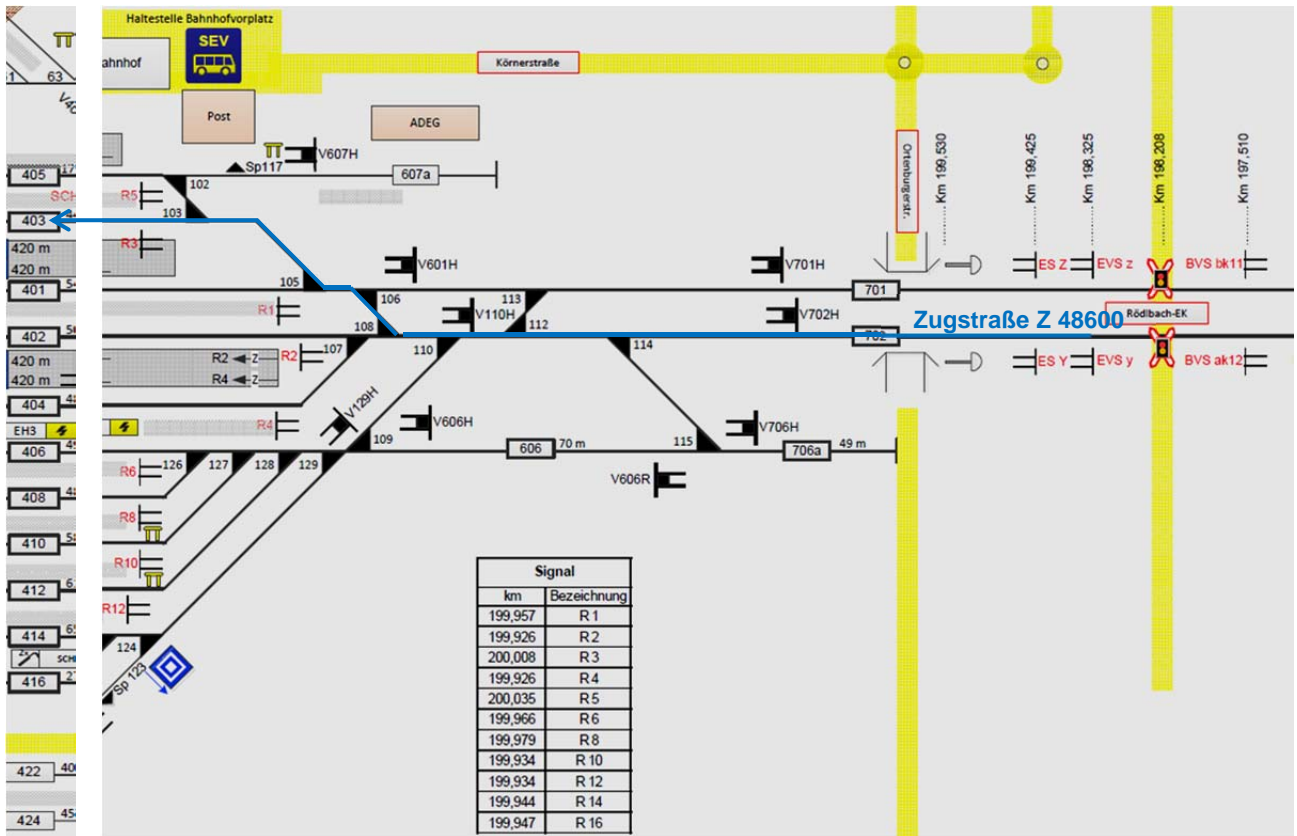 Haltestelle Bahnhofvorplatz
SEV
ahnhof
Körnerstraße
Post
ADEG
63
V607H
Sp117
607a
405
102
R5
103
403
R3
420 m
420 m
401
105
R1
106
V601H
V110H
113
V701H
701
Ortenburgerstr.
Km 199,530
Km 199,425
Km 198,325
Km 198,208
Km 197,510
ES Z
EVS z
BVS bk11
402
108
112
V702H
702
Zugstraße Z 48600
Rödlbach-EK
420 m
420 m
R2
Z
R2
R4
Z
107
110
114
ES Y
EVS y
BVS ak12
404
EH3
R4
V129H
V606H
109
406
606
70 m
115
V706H
706a
49 m
R6
126
127
128
129
V606R
408
R8
410
R10
412
R12
414
124
416
Sp 123
422
424
Signal
km Bezeichnung
199,957 R 1
199,926 R 2
200,008 R 3
199,926 R 4
200,035 R 5
199,966 R 6
199,979 R 8
199,934 R 10
199,934 R 12
199,944 R 14
199,947 R 16